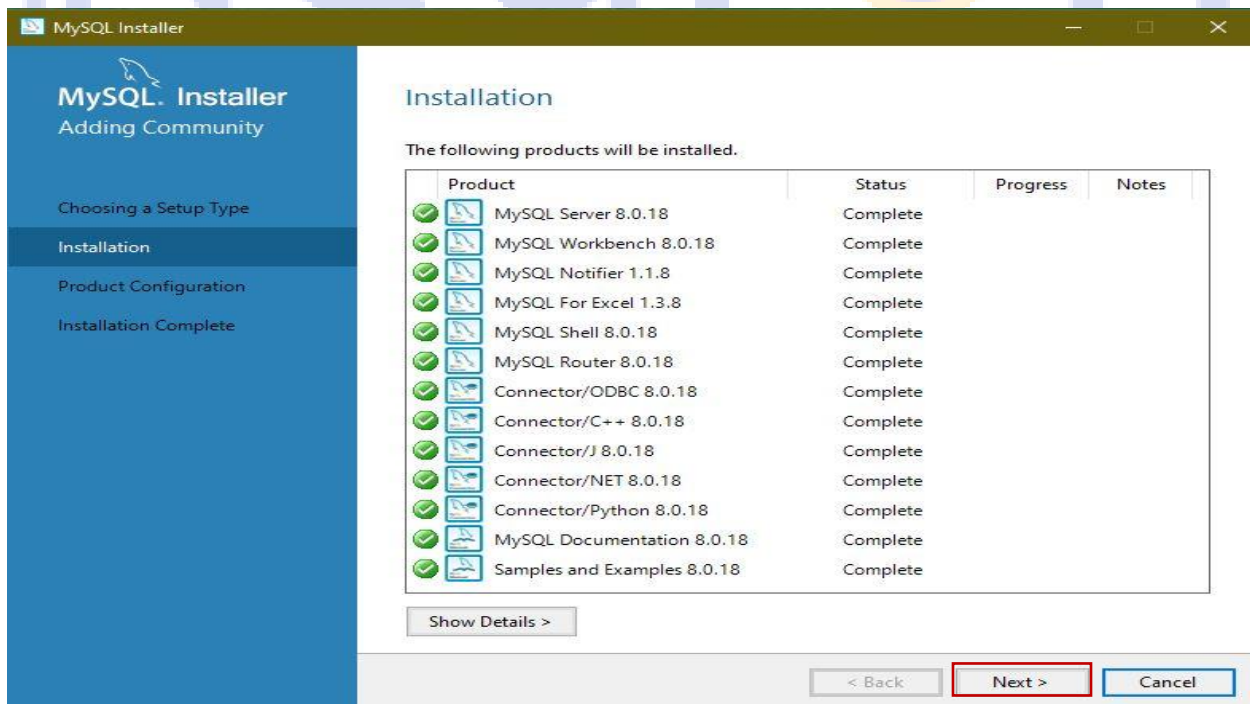 MySQL Installer
MySQL. Installer
Adding Community
Choosing a Setup Type
Installation
Product Configuration
Installation Complete
Installation
The following products will be installed.
Product Status Progress Notes
MySQL Server 8.0.18 Complete
MySQL Workbench 8.0.18 Complete
MySQL Notifier 1.1.8 Complete
MySQL For Excel 1.3.8 Complete
MySQL Shell 8.0.18 Complete
MySQL Router 8.0.18 Complete
Connector/ODBC 8.0.18 Complete
Connector/C++ 8.0.18 Complete
Connector/J 8.0.18 Complete
Connector/NET 8.0.18 Complete
Connector/Python 8.0.18 Complete
MySQL Documentation 8.0.18 Complete
Samples and Examples 8.0.18 Complete
Show Details >
< Back Next > Cancel